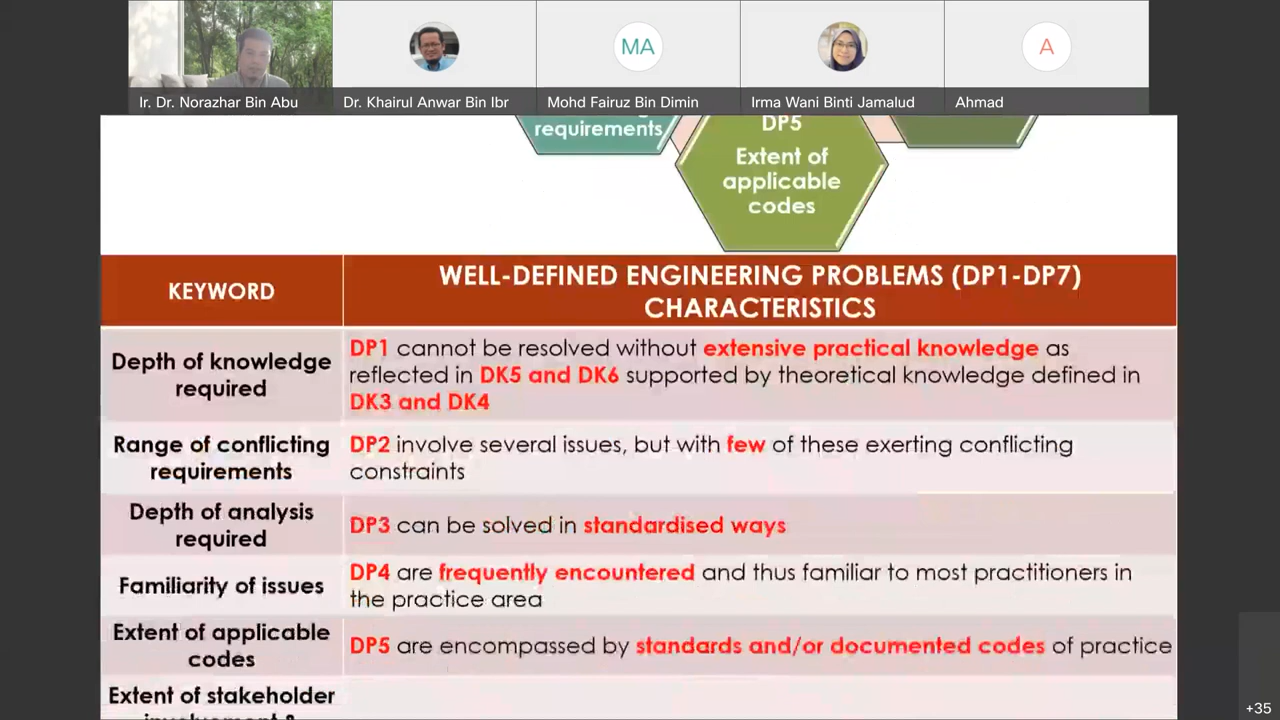 MA
A
Ir. Dr. Norazhar Bin Abu
Dr. Khairul Anwar Bin Ibr
Mohd Fairuz Bin Dimin
Irma Wani Binti Jamalud
Ahmad
requirements
DP5
Extent of
applicable
codes
KEYWORD
WELL-DEFINED ENGINEERING PROBLEMS (DP1-DP7)
CHARACTERISTICS
Depth of knowledge
required
DP1 cannot be resolved without extensive practical knowledge as
reflected in DK5 and DK6 supported by theoretical knowledge defined in
DK3 and DK4
Range of conflicting
requirements
DP2 involve several issues, but with few of these exerting conflicting
constraints
Depth of analysis
required
DP3 can be solved in standardised ways
Familiarity of issues
DP4 are frequently encountered and thus familiar to most practitioners in
the practice area
Extent of applicable
codes
DP5 are encompassed by standards and/or documented codes of practice
Extent of stakeholder
+35